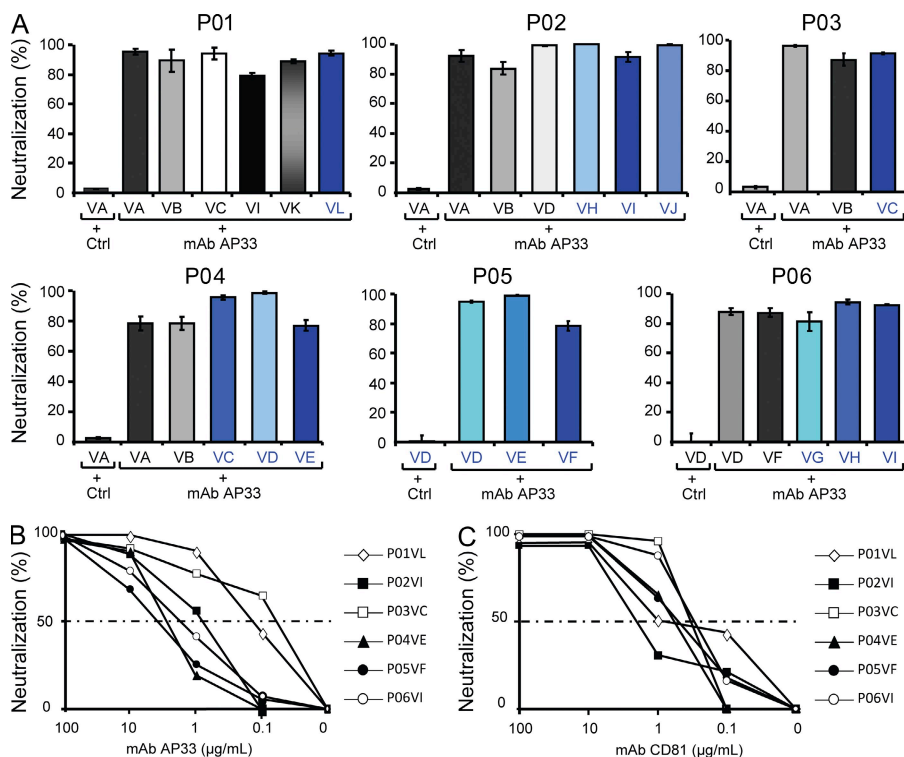 A
P01
P02
P03
Neutralization (%)
100
80
60
40
20
0
100
80
60
40
20
0
100
80
60
40
20
0
VA VA VB VC VI VK VL
+ +
Ctrl mAb AP33
VA VA VB VD VH VI VJ
+ +
Ctrl mAb AP33
VA VA VB VC
+ +
Ctrl mAb AP33
P04
P05
P06
Neutralization (%)
100
80
60
40
20
0
100
80
60
40
20
0
100
80
60
40
20
0
VA VA VB VC VD VE
+ +
Ctrl mAb AP33
VD VD VE VF
+ +
Ctrl mAb AP33
VD VD VF VG VH VI
+ +
Ctrl mAb AP33
B
Neutralization (%)
100
50
0
100 10 1 0.1 0
mAb AP33 (µg/mL)
P01VL
P02VI
P03VC
P04VE
P05VF
P06VI
C
Neutralization (%)
100
50
0
100 10 1 0.1 0
mAb CD81 (µg/mL)
P01VL
P02VI
P03VC
P04VE
P05VF
P06VI